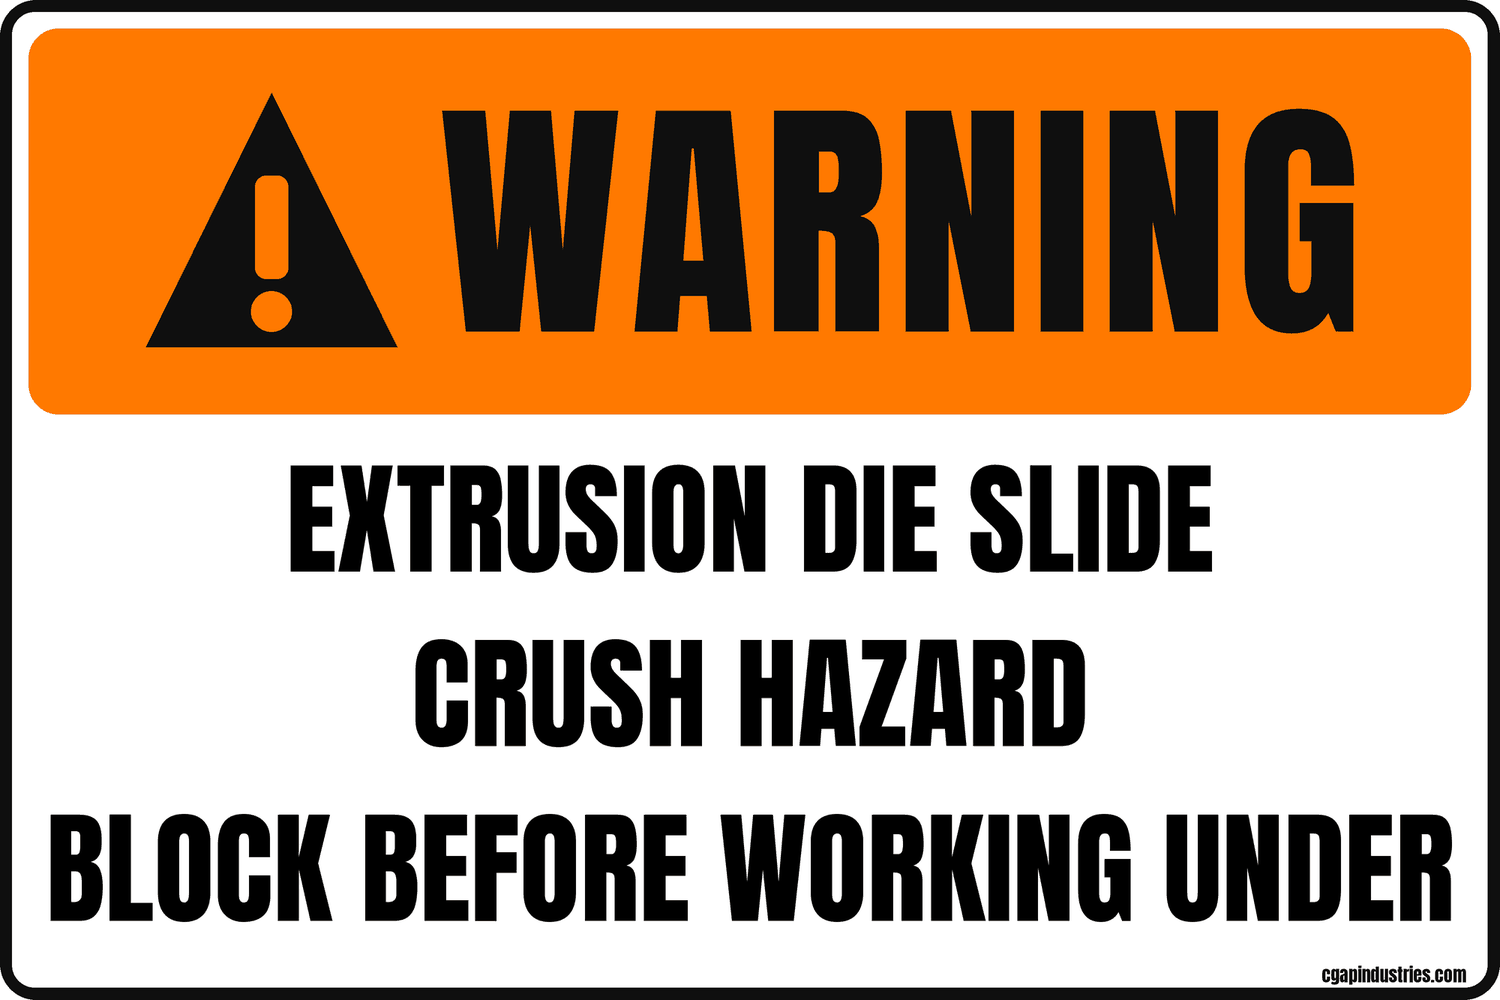 WARNING
EXTRUSION DIE SLIDE
CRUSH HAZARD
BLOCK BEFORE WORKING UNDER
cgapindustries.com